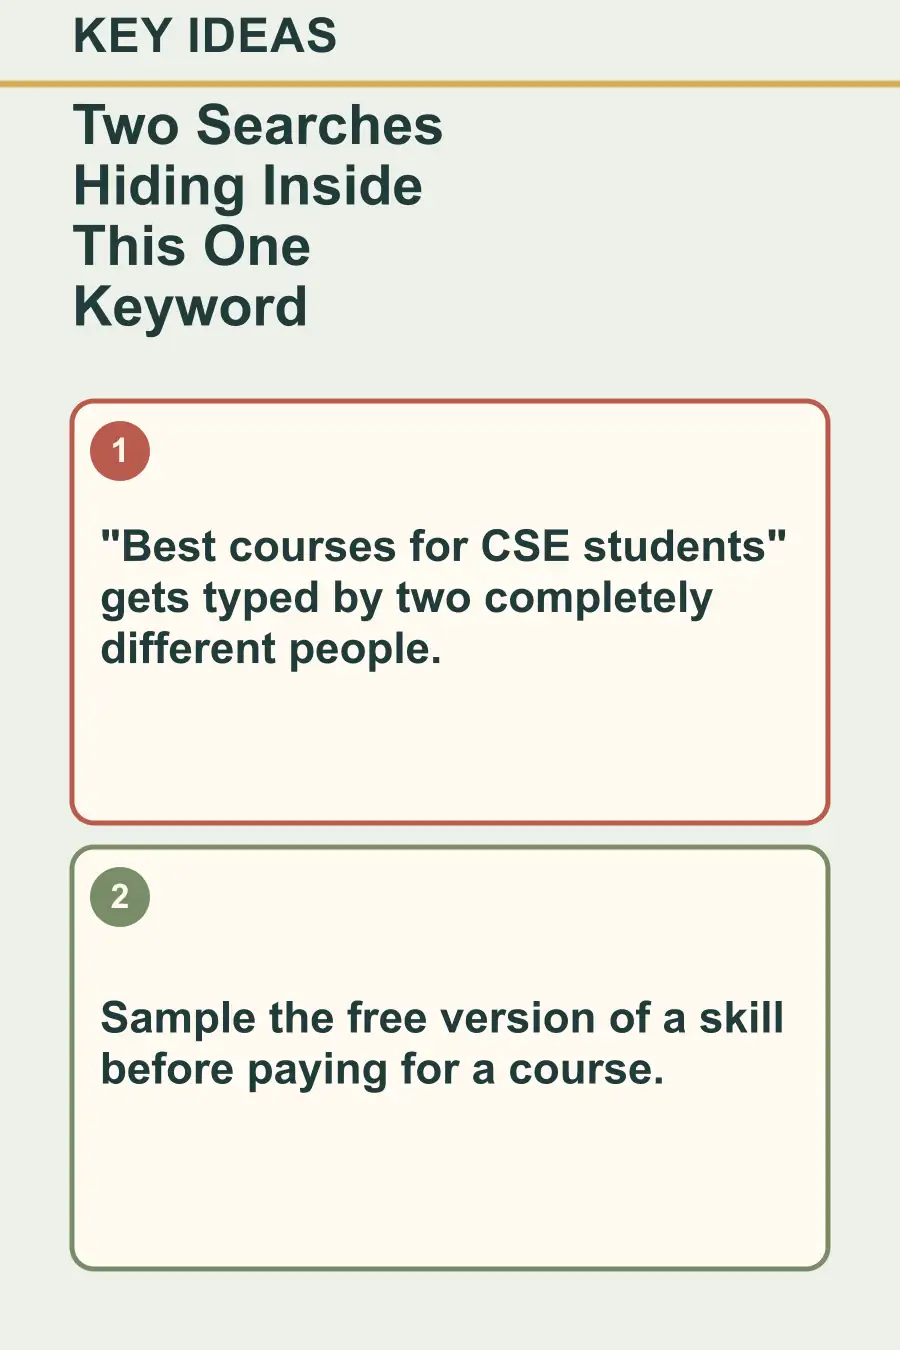 KEY IDEAS
Two Searches
Hiding Inside
This One
Keyword
1
"Best courses for CSE students"
gets typed by two completely
different people.
2
Sample the free version of a skill
before paying for a course.